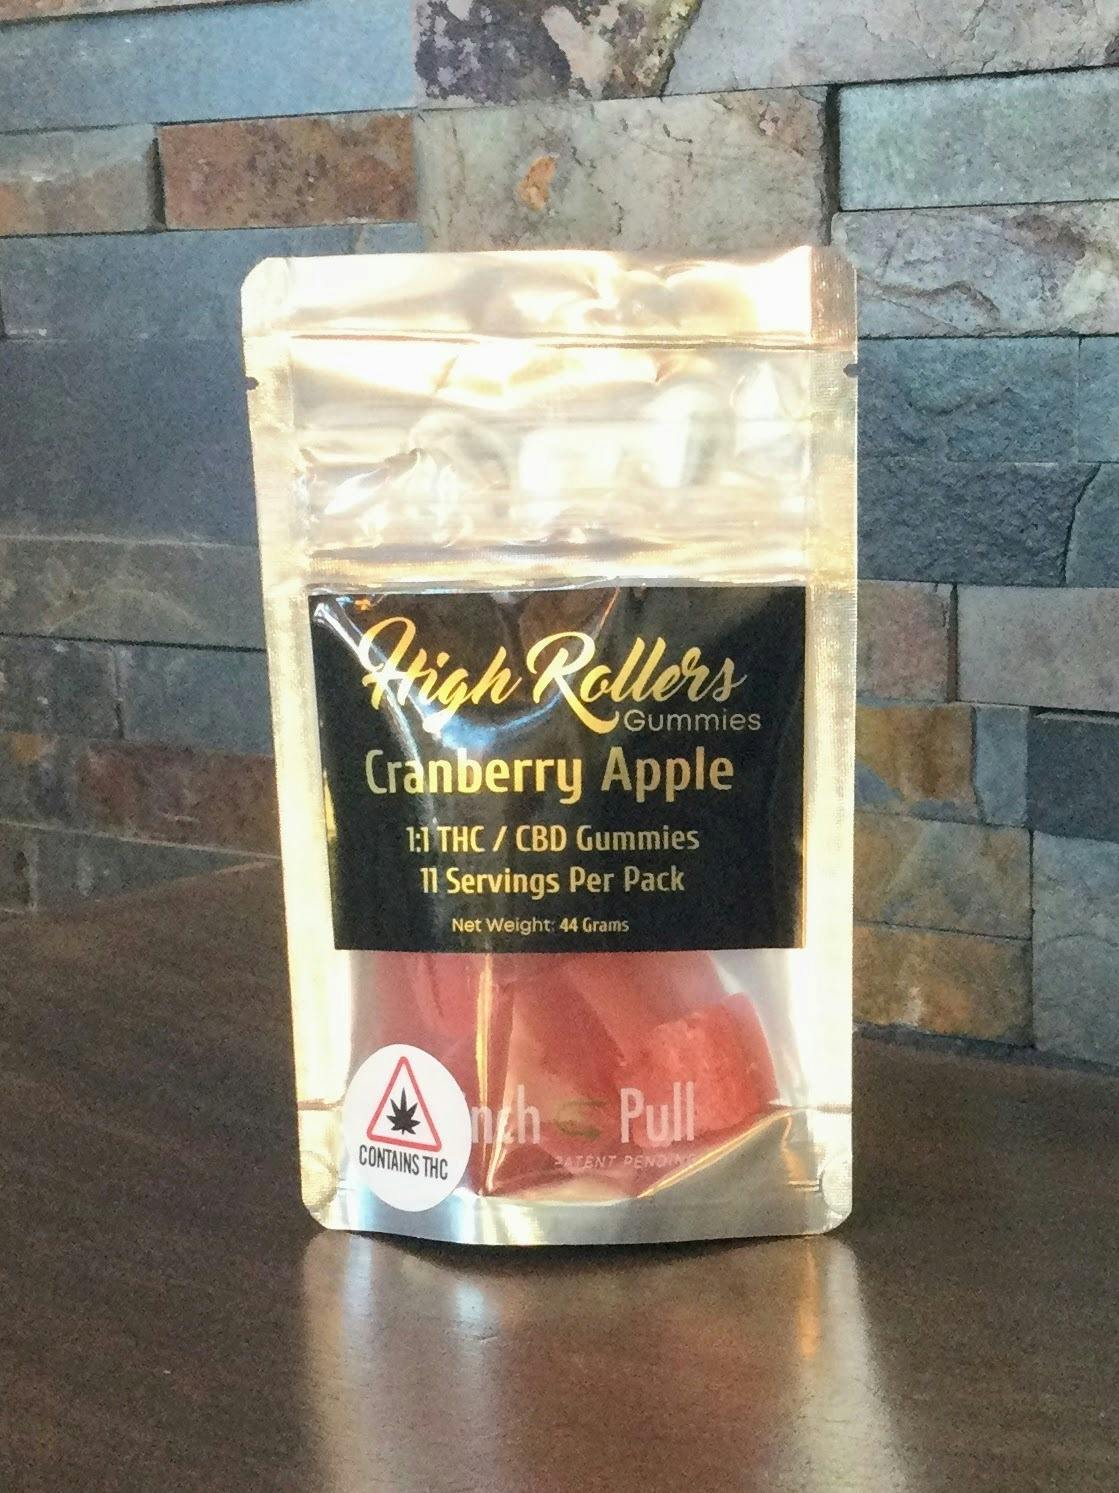 High Rollers
Gummies
Cranberry Apple
1:1 THC / CBD Gummies
11 Servings Per Pack
Net Weight: 44 Grams
nch Pull
PATENT PENDING
CONTAINS THC